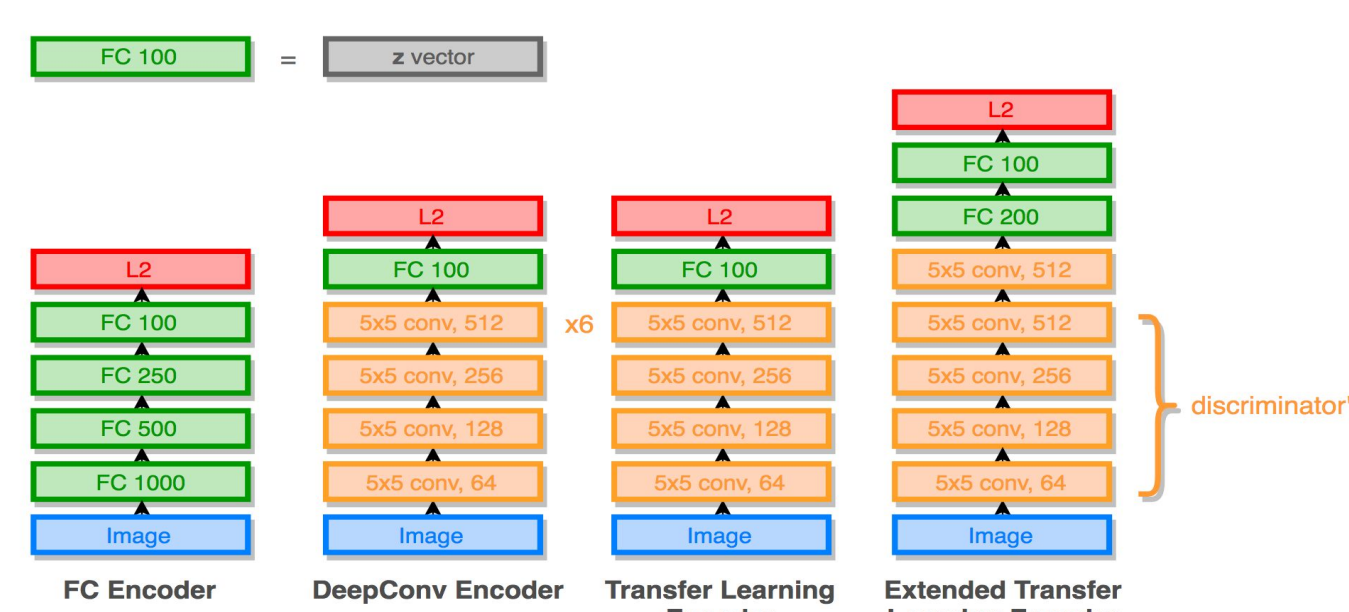 FC 100 = z vector
L2
FC 100
FC 250
FC 500
FC 1000
Image
FC Encoder
L2
FC 100
5x5 conv, 512 x6
5x5 conv, 256
5x5 conv, 128
5x5 conv, 64
Image
DeepConv Encoder
L2
FC 100
5x5 conv, 512
5x5 conv, 256
5x5 conv, 128
5x5 conv, 64
Image
Transfer Learning
L2
FC 100
FC 200
5x5 conv, 512
5x5 conv, 512
5x5 conv, 256
5x5 conv, 128
5x5 conv, 64
Image
Extended Transfer
discriminator'